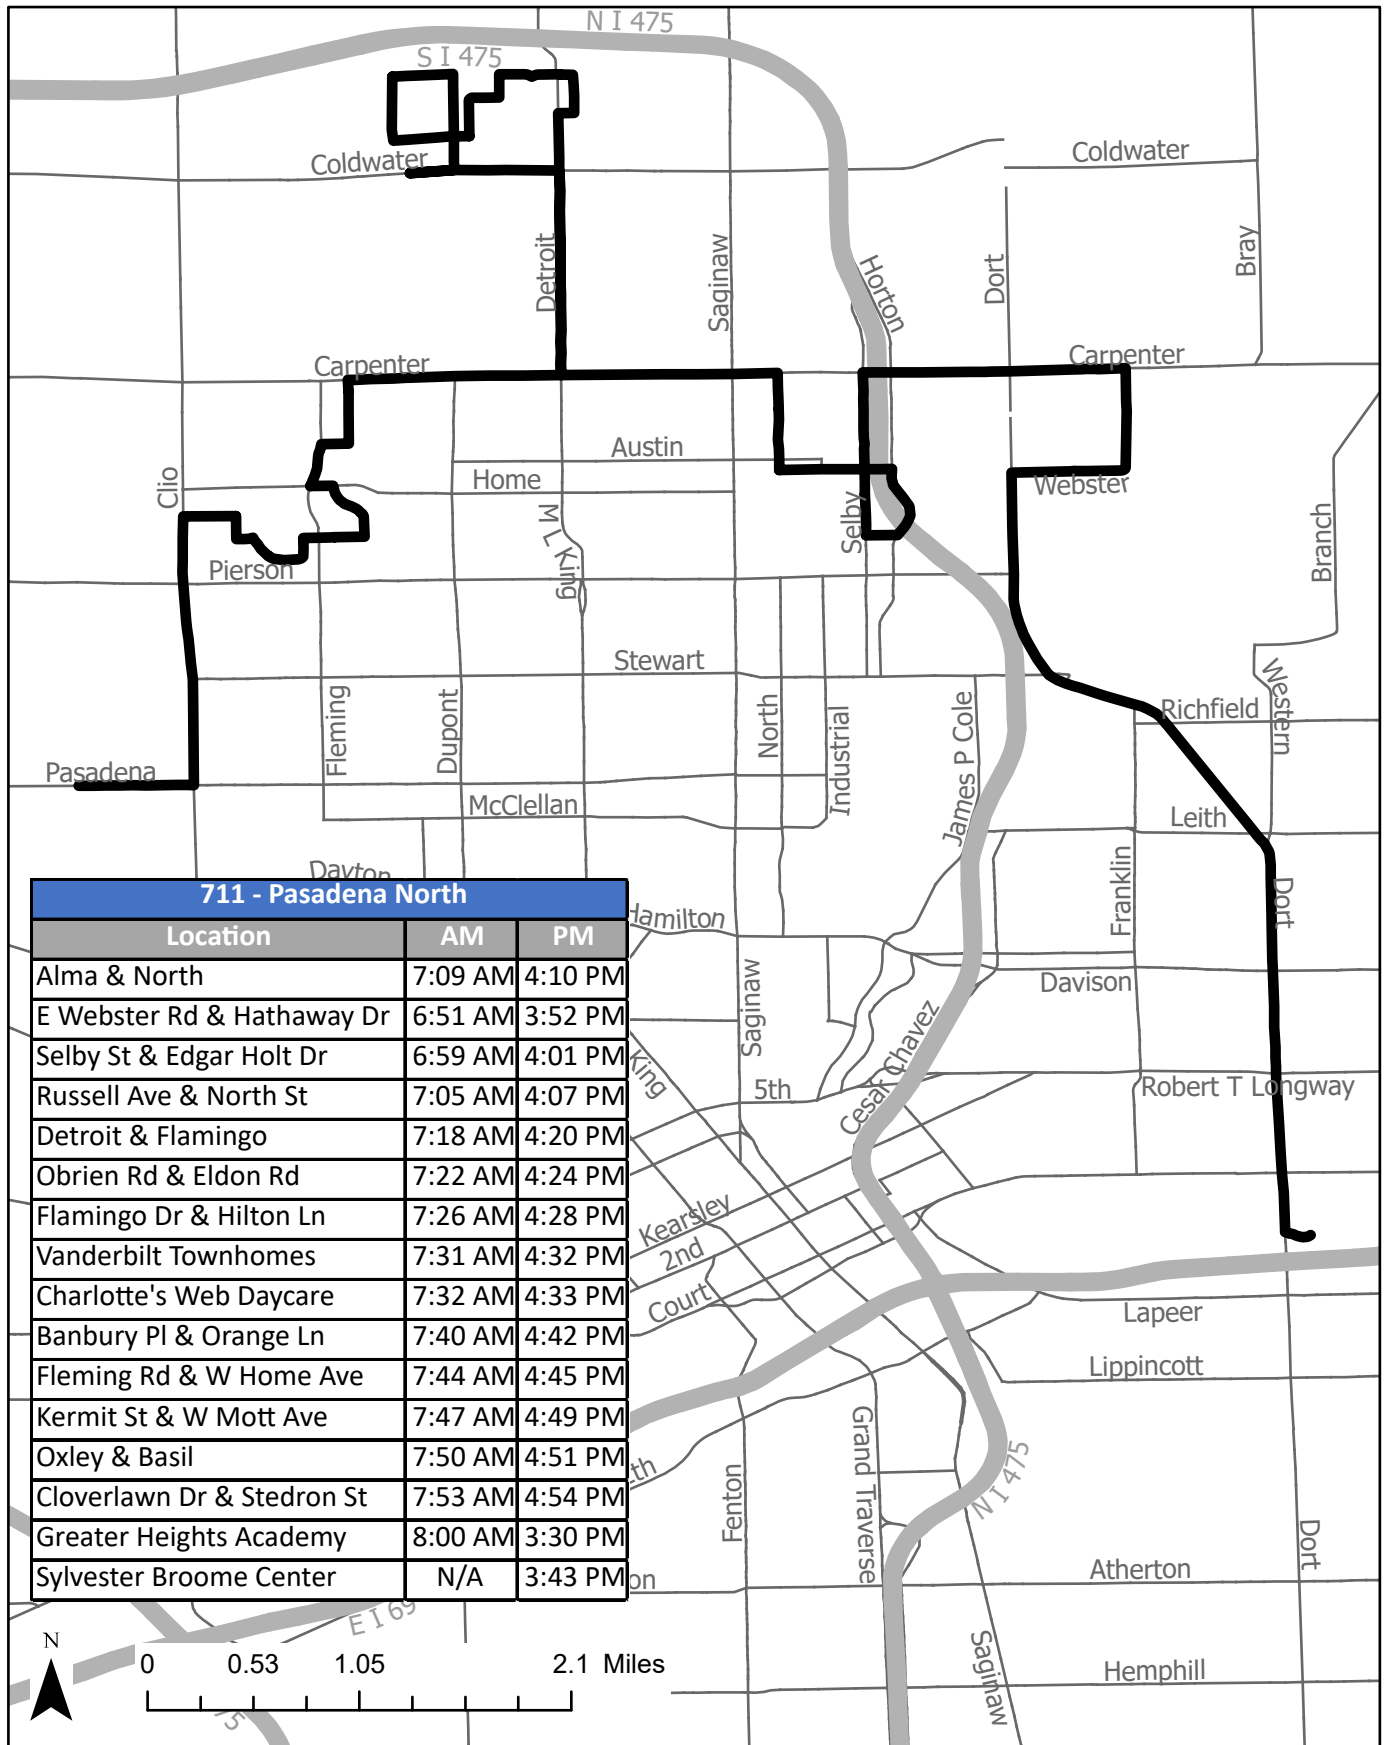 N I 475
S I 475
Coldwater
Coldwater
Detroit
Saginaw
Horton
Dort
Bray
Carpenter
Carpenter
Austin
Home
Clio
M L King
Selby
Webster
Branch
Pierson
Stewart
Fleming
Dupont
North
Industrial
James P Cole
Richfield
Western
Pasadena
McClellan
Leith
Dayton
Franklin
Dort
Hamilton
Davison
Saginaw
Cesar Chavez
King
5th
Robert T Longway
Kearsley
2nd
Court
Lapeer
Lippincott
Grand Traverse
Fenton
th
N I 475
Dort
Atherton
on
E I 69
Saginaw
Hemphill
75
711 - Pasadena North
Location AM PM
Alma & North 7:09 AM 4:10 PM
E Webster Rd & Hathaway Dr 6:51 AM 3:52 PM
Selby St & Edgar Holt Dr 6:59 AM 4:01 PM
Russell Ave & North St 7:05 AM 4:07 PM
Detroit & Flamingo 7:18 AM 4:20 PM
Obrien Rd & Eldon Rd 7:22 AM 4:24 PM
Flamingo Dr & Hilton Ln 7:26 AM 4:28 PM
Vanderbilt Townhomes 7:31 AM 4:32 PM
Charlotte's Web Daycare 7:32 AM 4:33 PM
Banbury Pl & Orange Ln 7:40 AM 4:42 PM
Fleming Rd & W Home Ave 7:44 AM 4:45 PM
Kermit St & W Mott Ave 7:47 AM 4:49 PM
Oxley & Basil 7:50 AM 4:51 PM
Cloverlawn Dr & Stedron St 7:53 AM 4:54 PM
Greater Heights Academy 8:00 AM 3:30 PM
Sylvester Broome Center N/A 3:43 PM
N
0 0.53 1.05 2.1 Miles